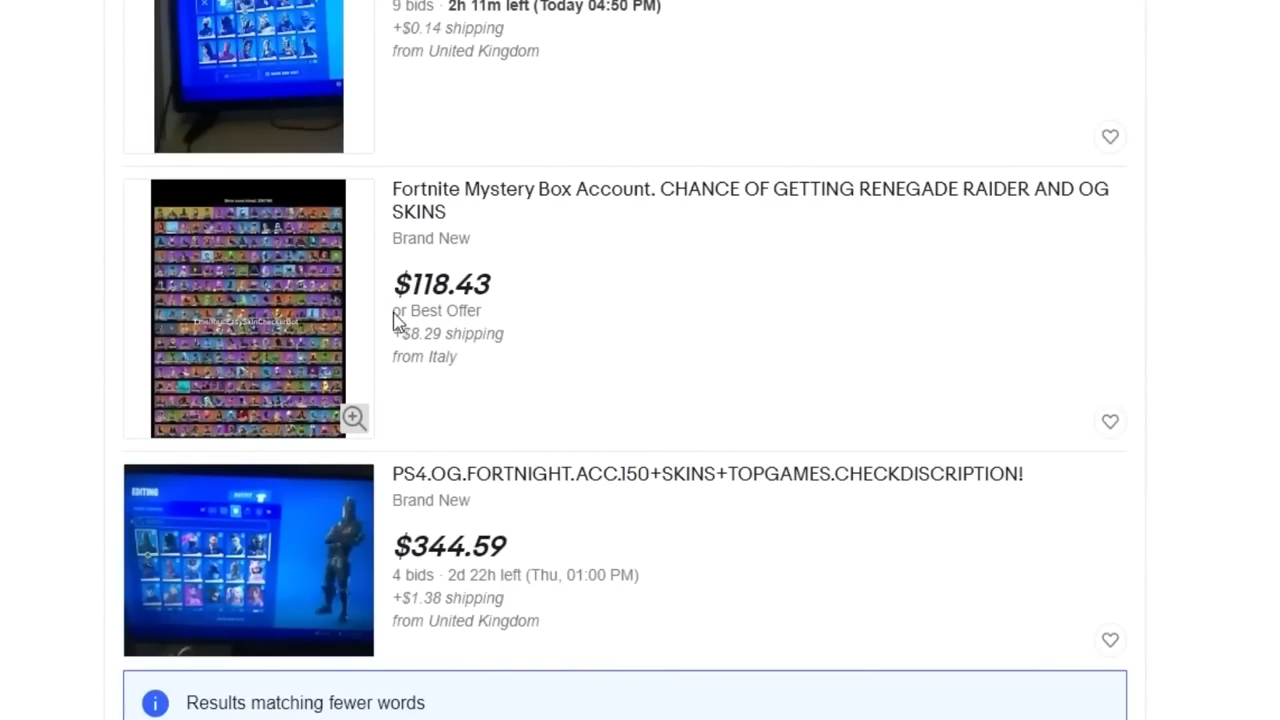 9 bids · 2h 11m left (Today 04:50 PM)
+$0.14 shipping
from United Kingdom
Fortnite Mystery Box Account. CHANCE OF GETTING RENEGADE RAIDER AND OG
SKINS
Brand New
$118.43
or Best Offer
+$8.29 shipping
from Italy
EDITING
PS4.OG.FORTNIGHT.ACC.150+SKINS+TOPGAMES.CHECKDISCRIPTION!
Brand New
$344.59
4 bids · 2d 22h left (Thu, 01:00 PM)
+$1.38 shipping
from United Kingdom
Results matching fewer words